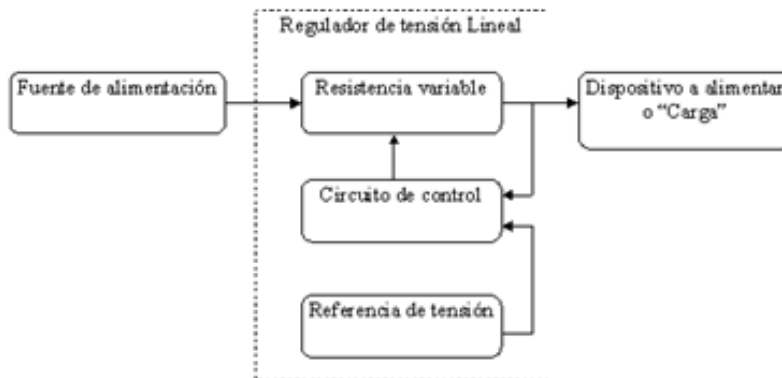 Regulador de tensión Lineal
Fuente de alimentación
Resistencia variable
Dispositivo a alimentar
o “Carga”
Circuito de control
Referencia de tensión